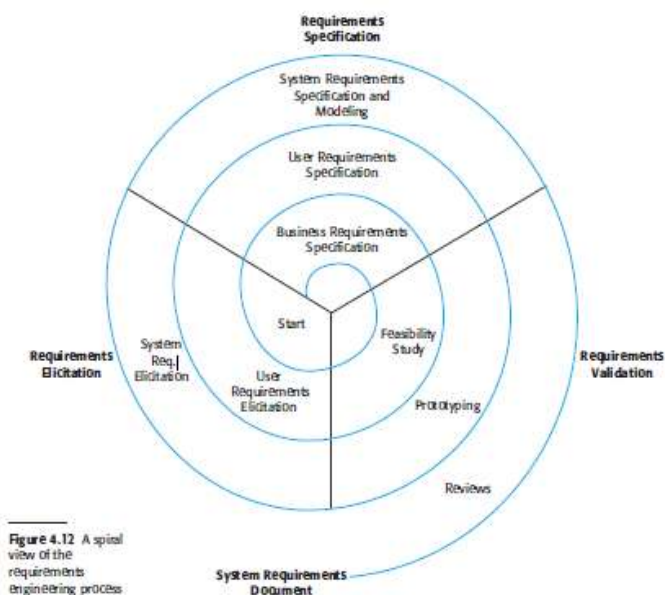 Requirements
Specification
System Requirements
Specification and
Modeling
User Requirements
Specification
Business Requirements
Specification
Start
Feasibility
Study
System
Req.
Elicitation
User
Requirements
Elicitation
Requirements
Elicitation
Requirements
Validation
Prototyping
Reviews
Figure 4.12 A spiral
view of the
requirements
engineering process
System Requirements
Document